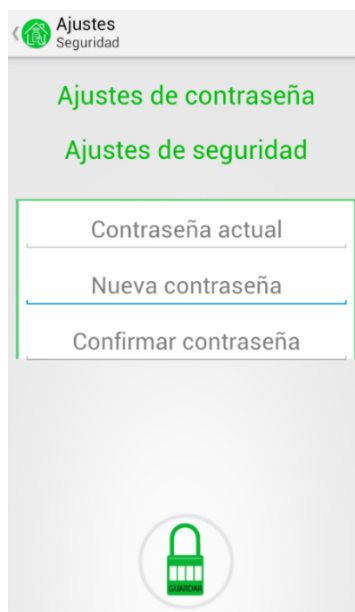 Ajustes
Seguridad
Ajustes de contraseña
Ajustes de seguridad
Contraseña actual
Nueva contraseña
Confirmar contraseña
GUARDAR